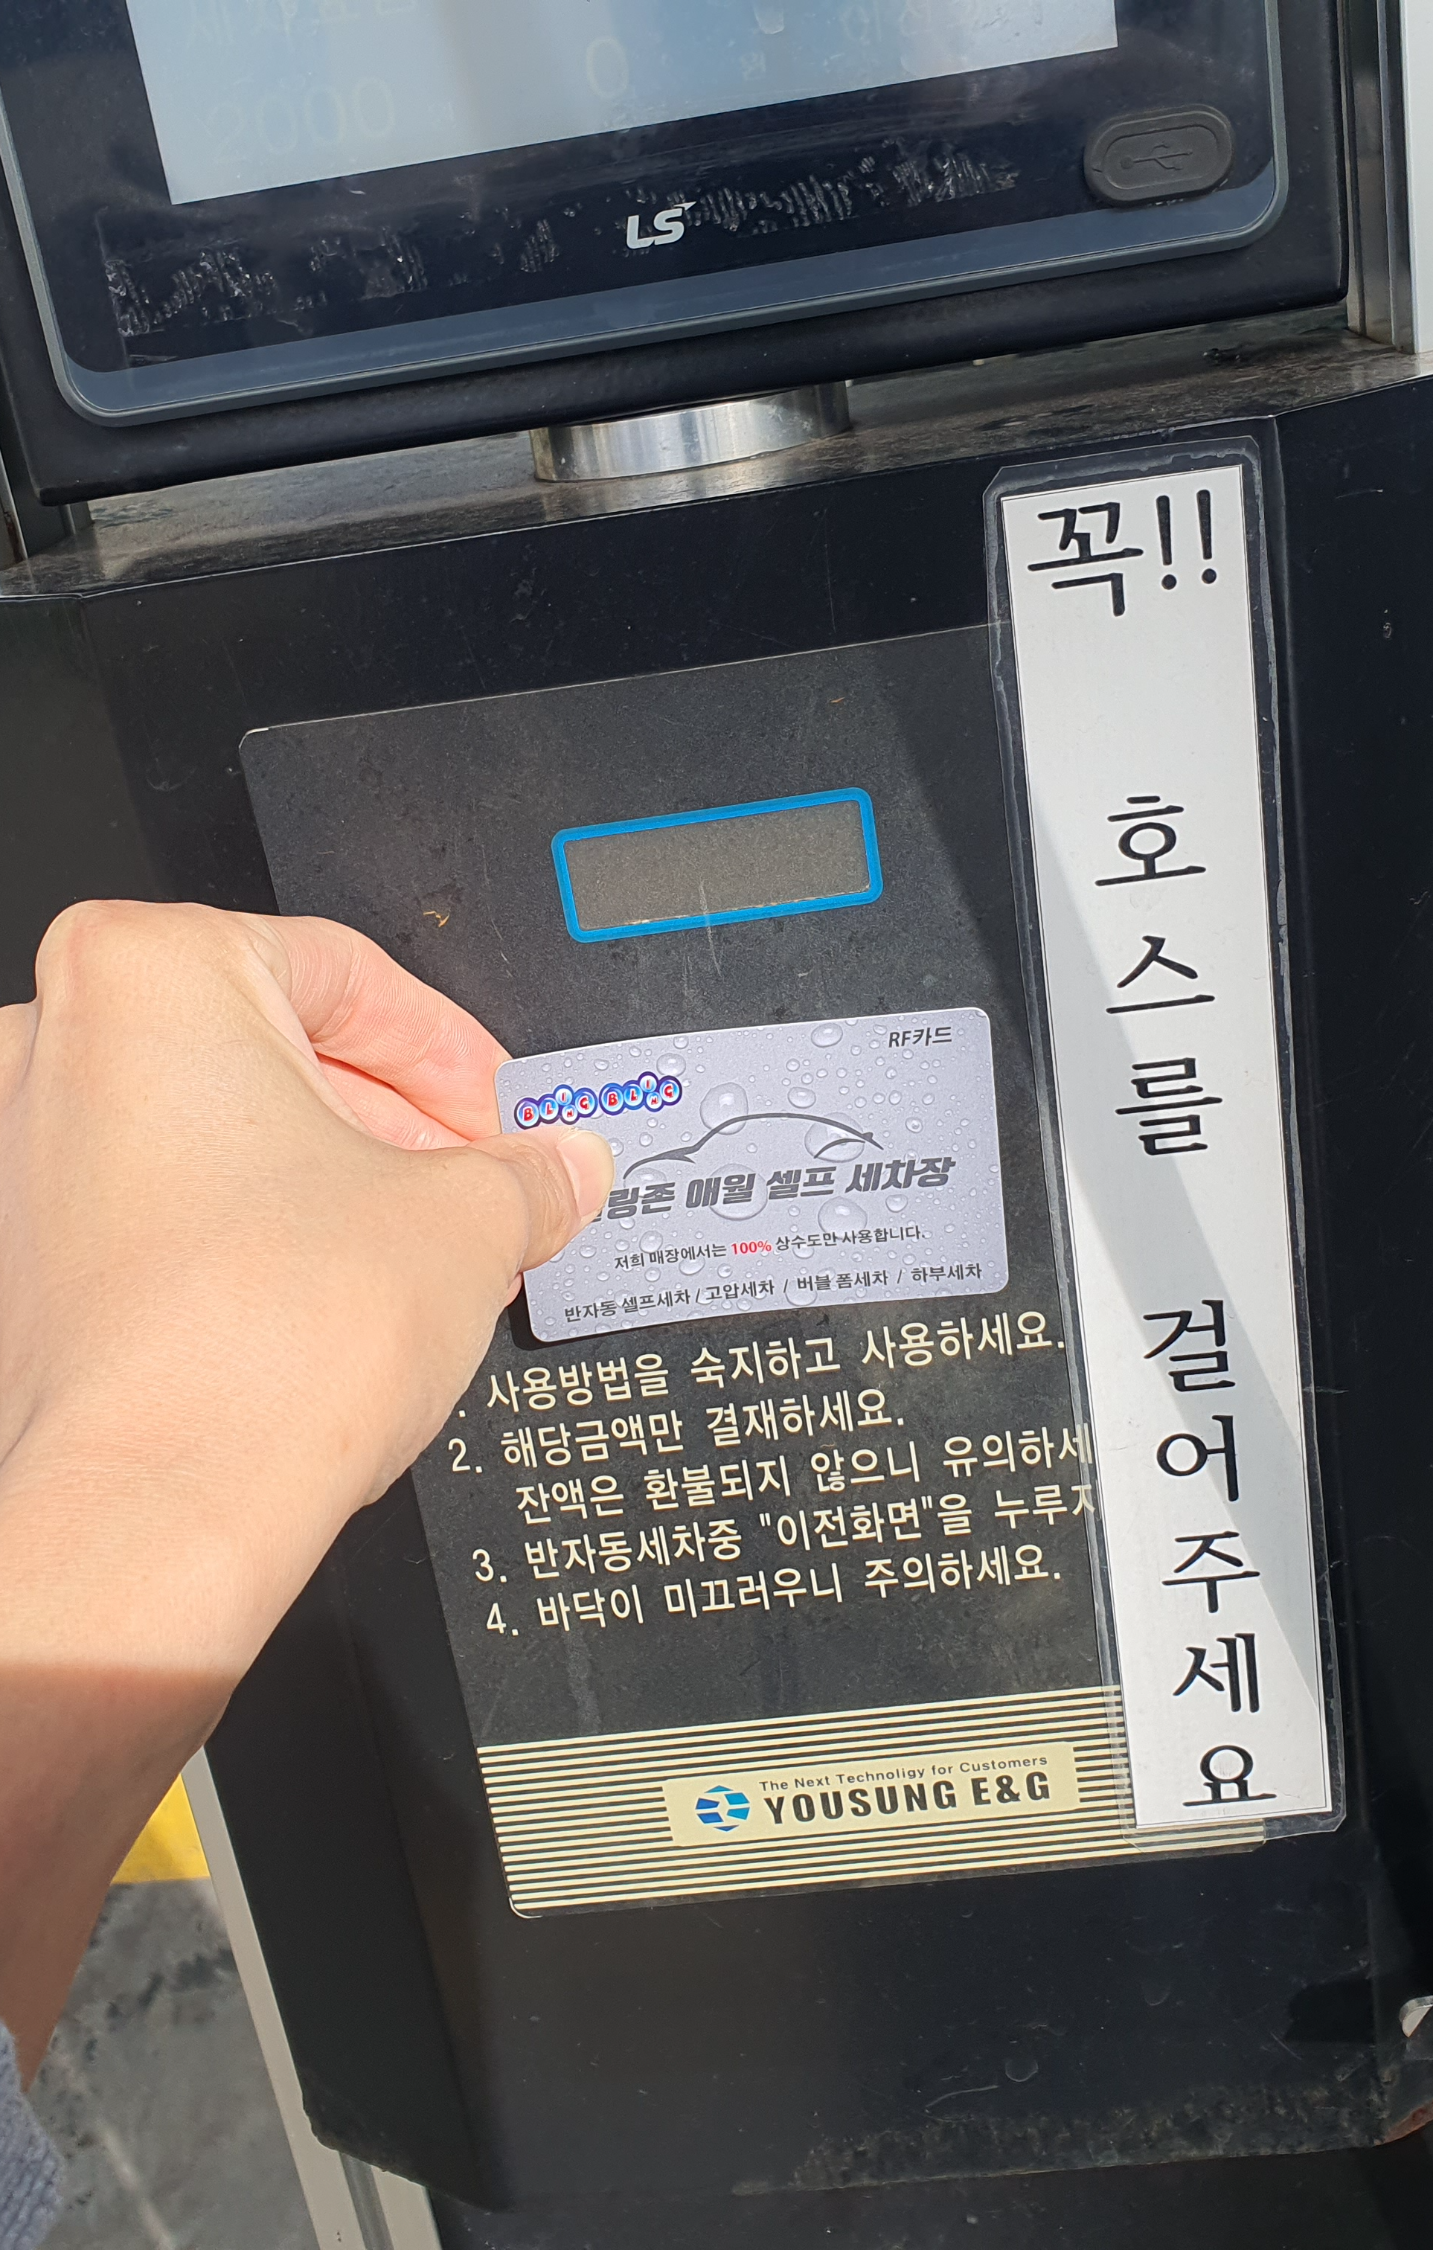 LS
꼭!! 호스를 걸어주세요
RF카드
BLING BLING
애월 셀프 세차장
저희 매장에서는 100% 상수도만 사용합니다.
반자동 셀프세차 / 고압세차 / 버블 폼세차 / 하부세차
사용방법을 숙지하고 사용하세요.
2. 해당금액만 결재하세요.
잔액은 환불되지 않으니 유의하세
3. 반자동세차중 "이전화면"을 누루지
4. 바닥이 미끄러우니 주의하세요.
The Next Technoligy for Customers
YOUSUNG E&G